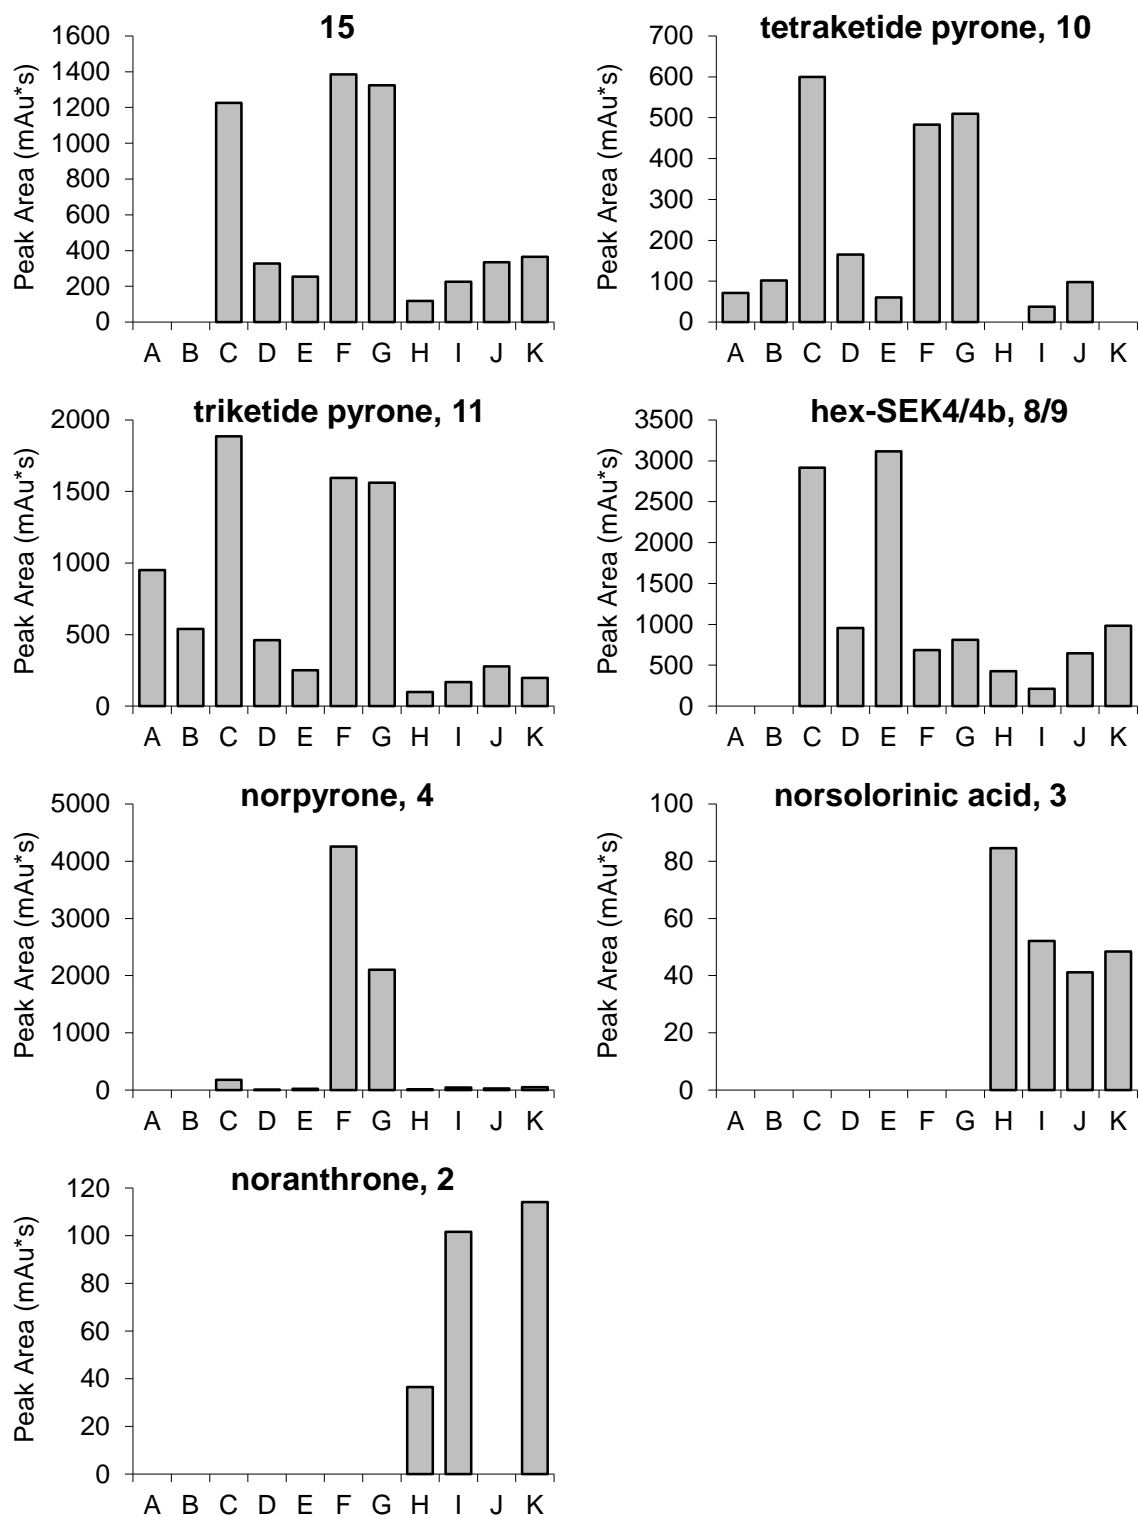 15
Peak Area (mAu*s)
1600
1400
1200
1000
800
600
400
200
0
A B C D E F G H I J K
tetraketide pyrone, 10
Peak Area (mAu*s)
700
600
500
400
300
200
100
0
A B C D E F G H I J K
triketide pyrone, 11
Peak Area (mAu*s)
2000
1500
1000
500
0
A B C D E F G H I J K
hex-SEK4/4b, 8/9
Peak Area (mAu*s)
3500
3000
2500
2000
1500
1000
500
0
A B C D E F G H I J K
norpyrone, 4
Peak Area (mAu*s)
5000
4000
3000
2000
1000
0
A B C D E F G H I J K
norsolorinic acid, 3
Peak Area (mAu*s)
100
80
60
40
20
0
A B C D E F G H I J K
noranthrone, 2
Peak Area (mAu*s)
120
100
80
60
40
20
0
A B C D E F G H I J K